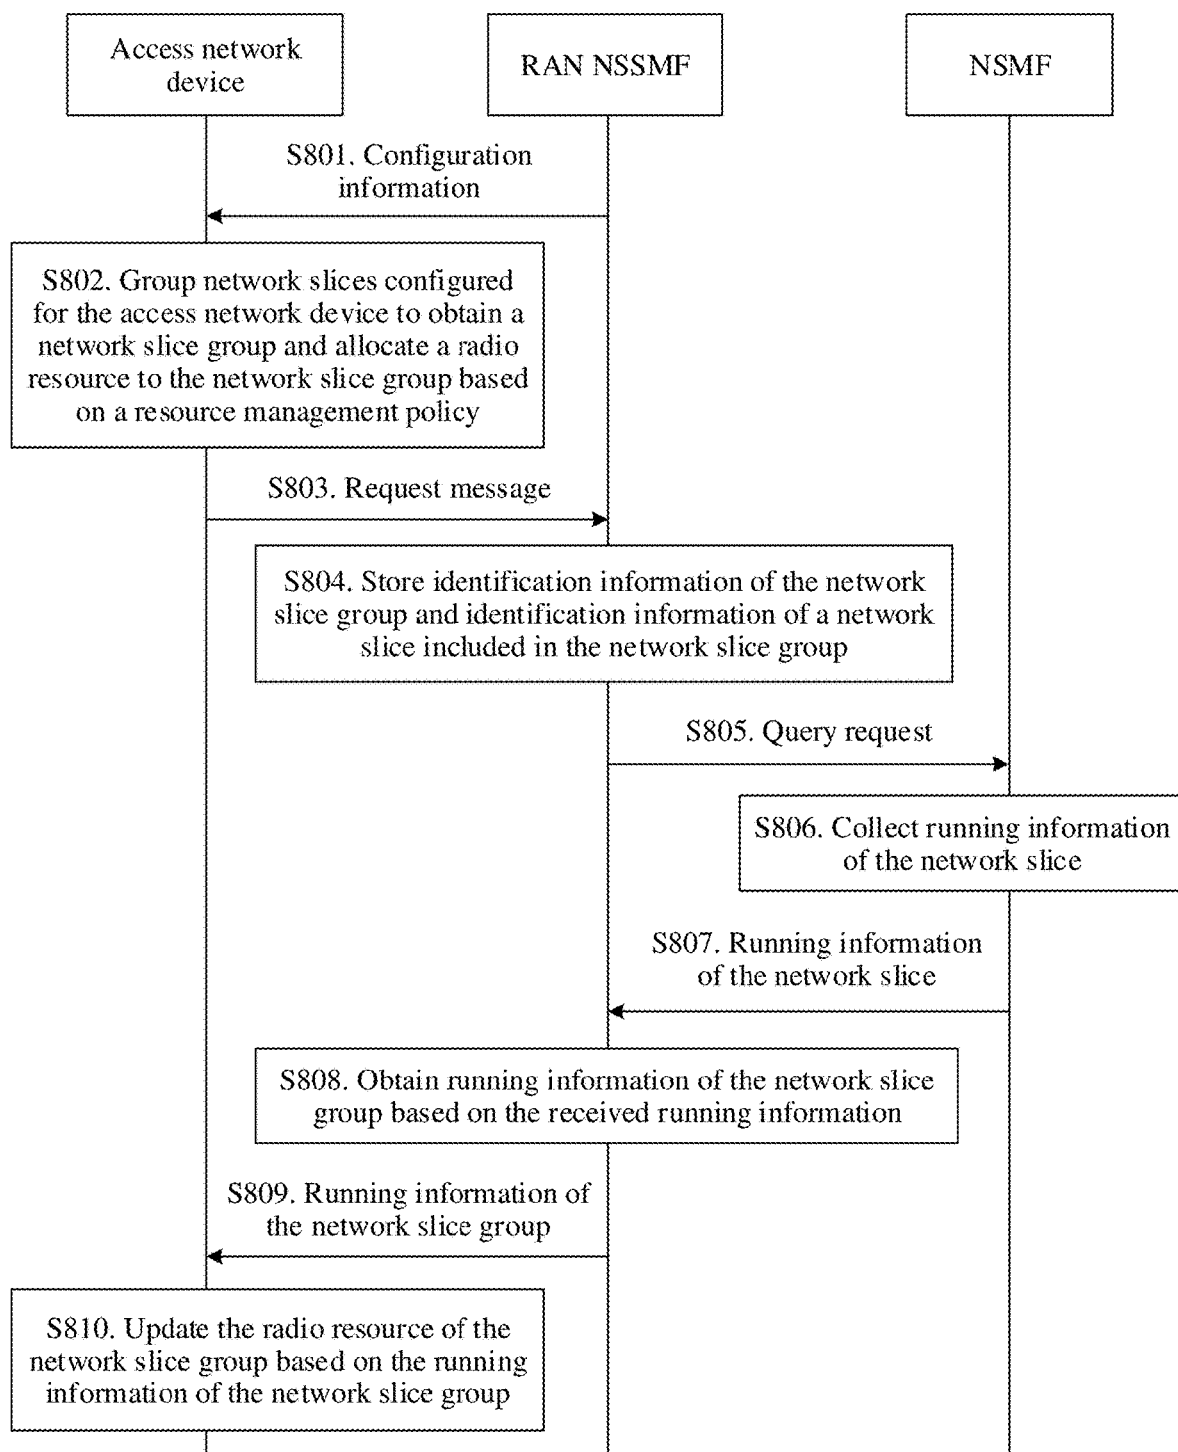 Access network
device
RAN NSSMF
NSMF
S801. Configuration
information
S802. Group network slices configured
for the access network device to obtain a
network slice group and allocate a radio
resource to the network slice group based
on a resource management policy
S803. Request message
S804. Store identification information of the network
slice group and identification information of a network
slice included in the network slice group
S805. Query request
S806. Collect running information
of the network slice
S807. Running information
of the network slice
S808. Obtain running information of the network slice
group based on the received running information
S809. Running information of
the network slice group
S810. Update the radio resource of the
network slice group based on the running
information of the network slice group